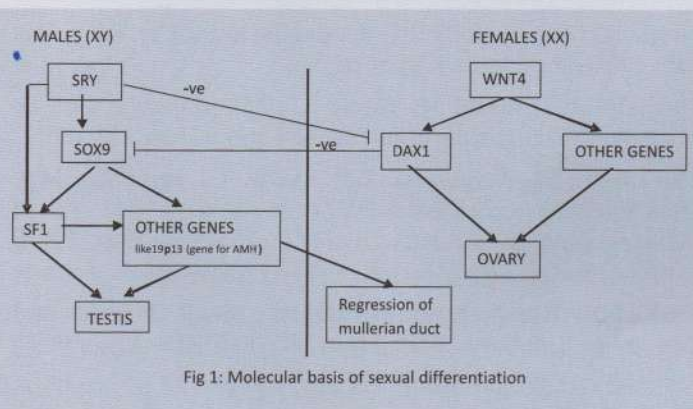 MALES (XY)
FEMALES (XX)
SRY
WNT4
-ve
SOX9
-ve
DAX1
OTHER GENES
SF1
OTHER GENES
like19p13 (gene for AMH)
OVARY
TESTIS
Regression of
mullerian duct
Fig 1: Molecular basis of sexual differentiation